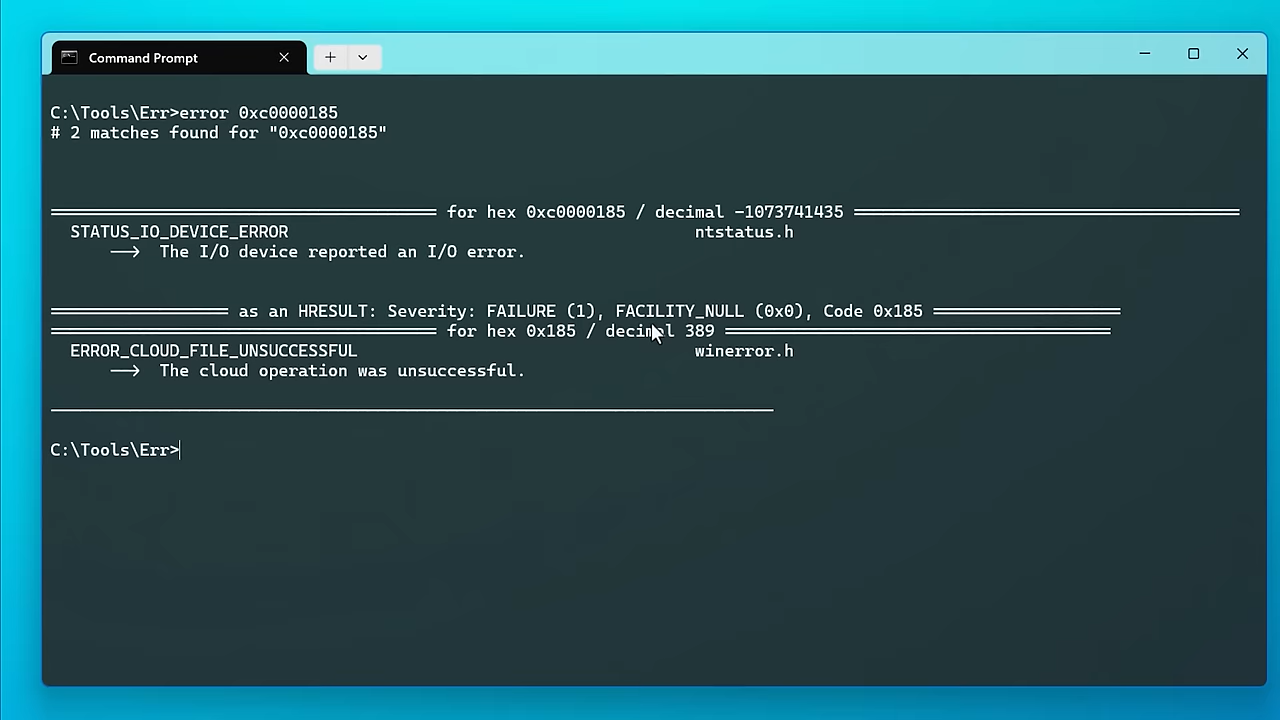 Command Prompt
C:\Tools\Err>error 0xc0000185
# 2 matches found for "0xc0000185"
for hex 0xc0000185 / decimal -1073741435
STATUS_IO_DEVICE_ERROR ntstatus.h
--> The I/O device reported an I/O error.
as an HRESULT: Severity: FAILURE (1), FACILITY_NULL (0x0), Code 0x185
for hex 0x185 / decimal 389
ERROR_CLOUD_FILE_UNSUCCESSFUL winerror.h
--> The cloud operation was unsuccessful.
C:\Tools\Err>